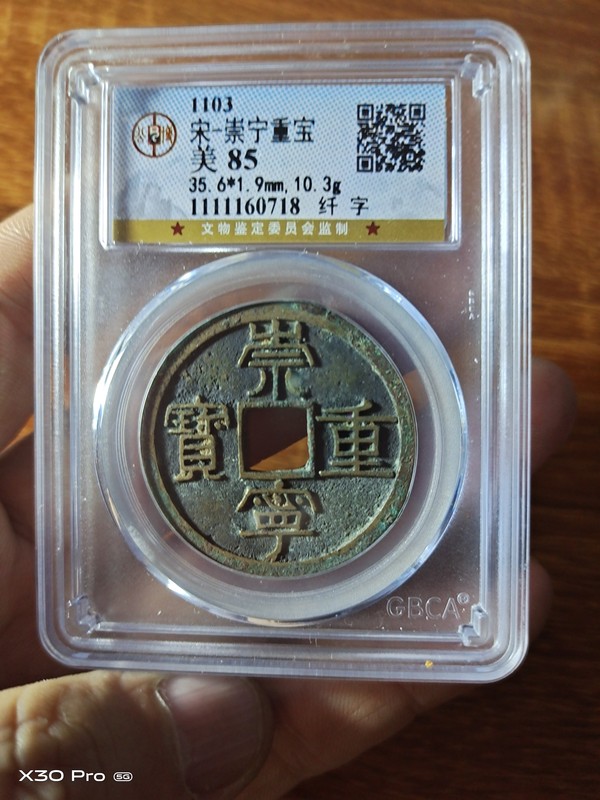 1103
宋-崇宁重宝
美 85
35.6*1.9mm,10.3g
1111160718 纤字
★ 文物鉴定委员会监制 ★
崇
寶 重
寧
GBCA®
X30 Pro 5G